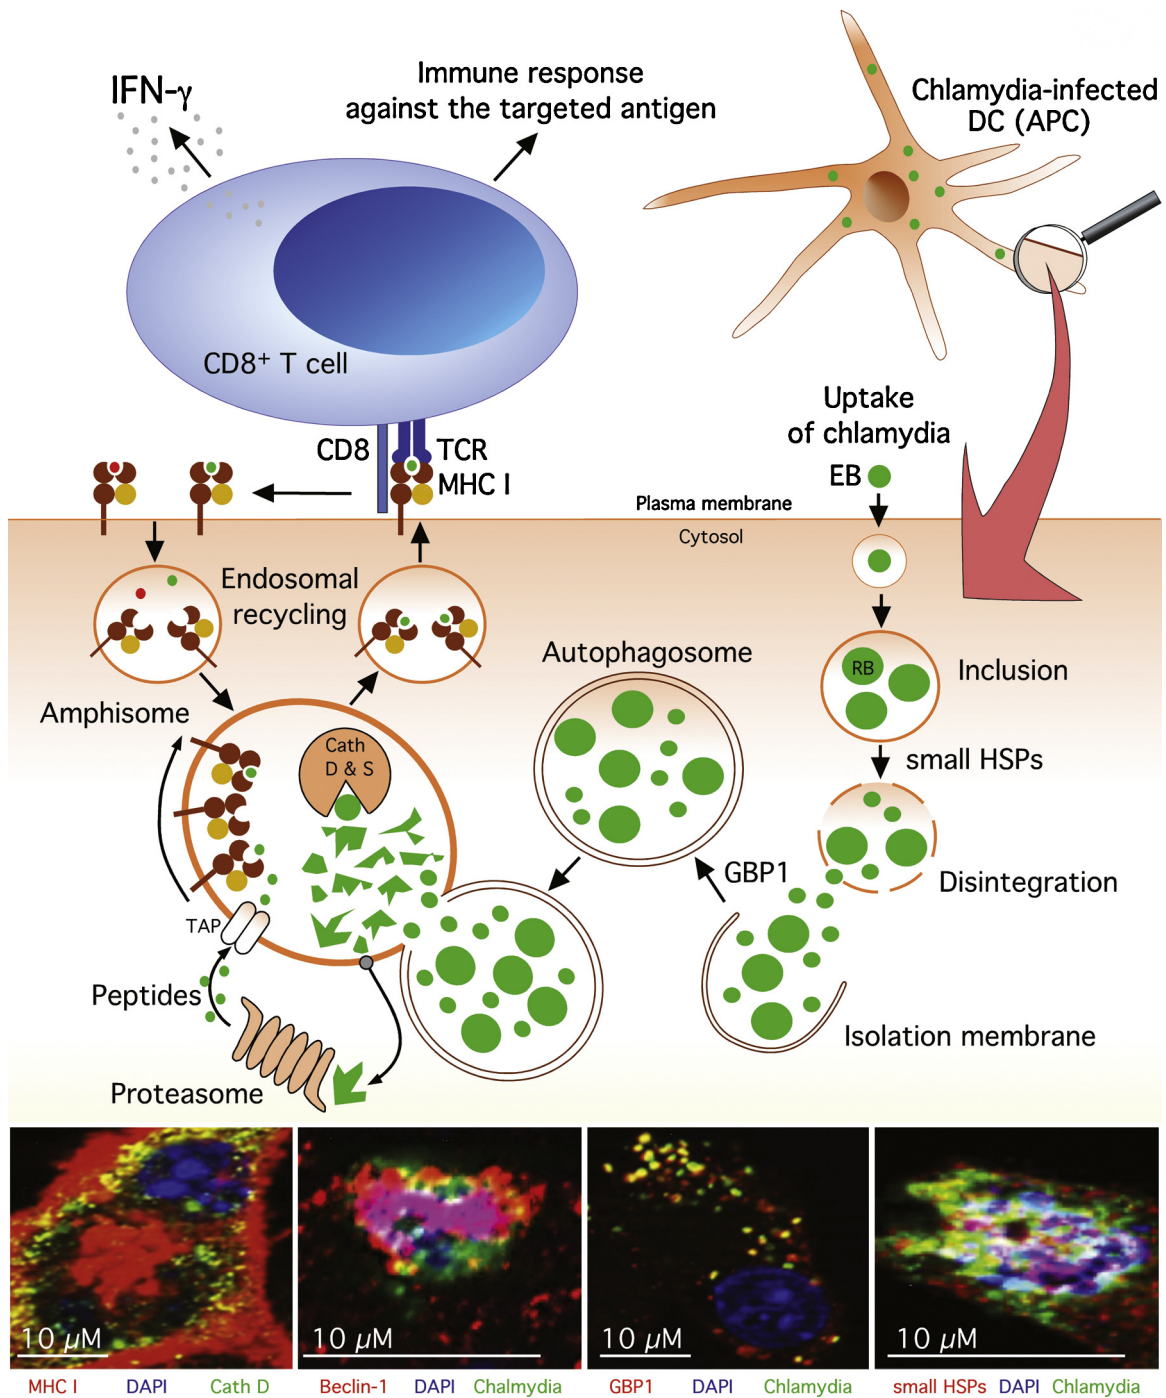 IFN-γ
Immune response
against the targeted antigen
Chlamydia-infected
DC (APC)
CD8⁺ T cell
Uptake
of chlamydia
CD8
TCR
MHC I
EB
Plasma membrane
Cytosol
Endosomal
recycling
Autophagosome
RB
Inclusion
Amphisome
small HSPs
Cath
D & S
GBP1
Disintegration
TAP
Peptides
Isolation membrane
Proteasome
10 μM
10 μM
10 μM
10 μM
MHC I DAPI Cath D
Beclin-1 DAPI Chalmydia
GBP1 DAPI Chlamydia
small HSPs DAPI Chlamydia